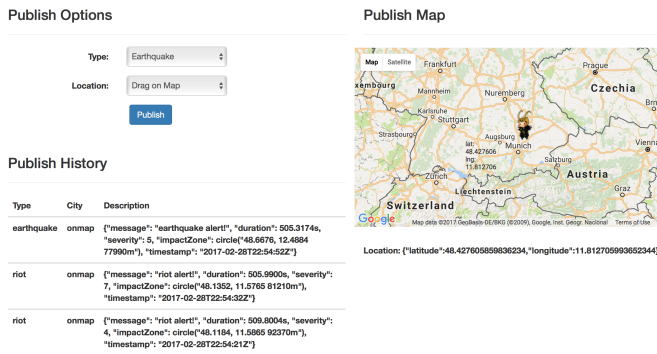 Publish Options
Type:
Earthquake
Location:
Drag on Map
Publish
Publish History
Type City Description
earthquake onmap {"message": "earthquake alert!", "duration": 505.3174s,
"severity": 5, "impactZone": circle("48.6676, 12.4884
77990m"), "timestamp": "2017-02-28T22:54:52Z"}
riot onmap {"message": "riot alert!", "duration": 505.9900s, "severity":
7, "impactZone": circle("48.1352, 11.5765 81210m"),
"timestamp": "2017-02-28T22:54:32Z"}
riot onmap {"message": "riot alert!", "duration": 509.8004s, "severity":
4, "impactZone": circle("48.1184, 11.5865 92370m"),
"timestamp": "2017-02-28T22:54:21Z"}
Publish Map
Map Satellite
Frankfurt
Prague
xembourg
Czechia
Mannheim
Nuremberg
Brn
Karlsruhe
Stuttgart
Strasbourg
Augsburg
lat:
48.427606
lng:
11.812706
Munich
Vienna
Salzburg
Zürich
Austria
Liechtenstein
Graz
Switzerland
Google
Map data ©2017 GeoBasis-DE/BKG (©2009), Google, Inst. Geogr. Nacional Terms of Use
Location: {"latitude":48.427605859836234,"longitude":11.812705993652344}